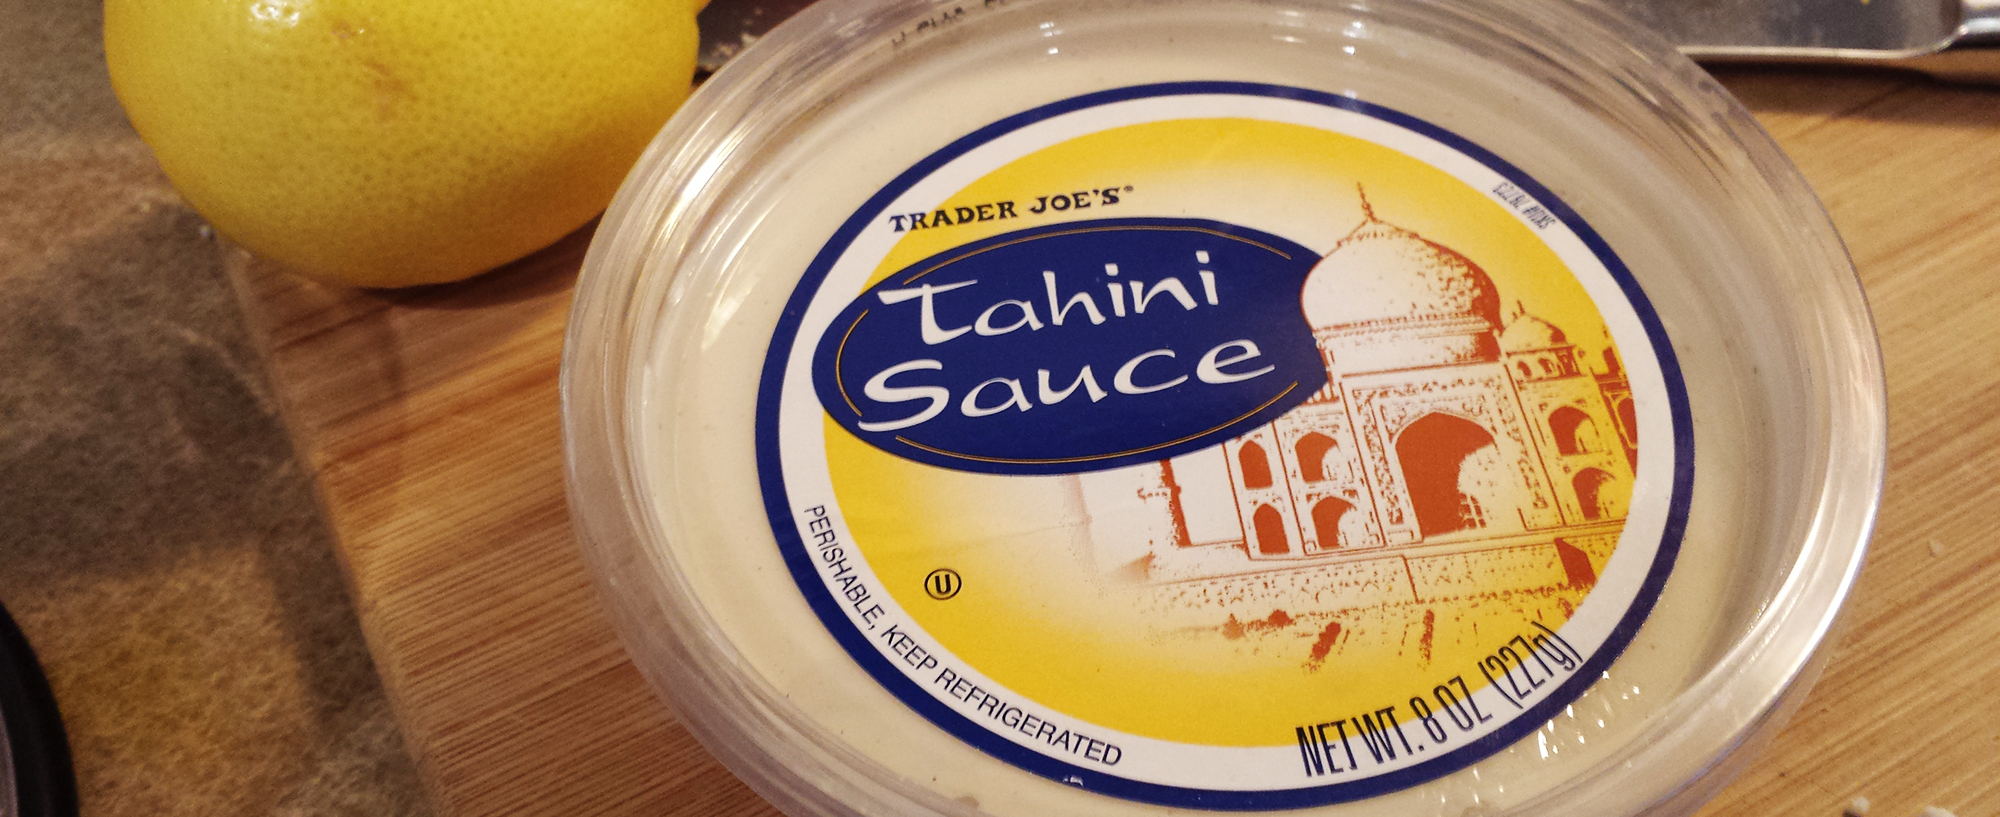 TRADER JOE'S®
Tahini
Sauce
U
PERISHABLE, KEEP REFRIGERATED
NET WT. 8 OZ (227g)